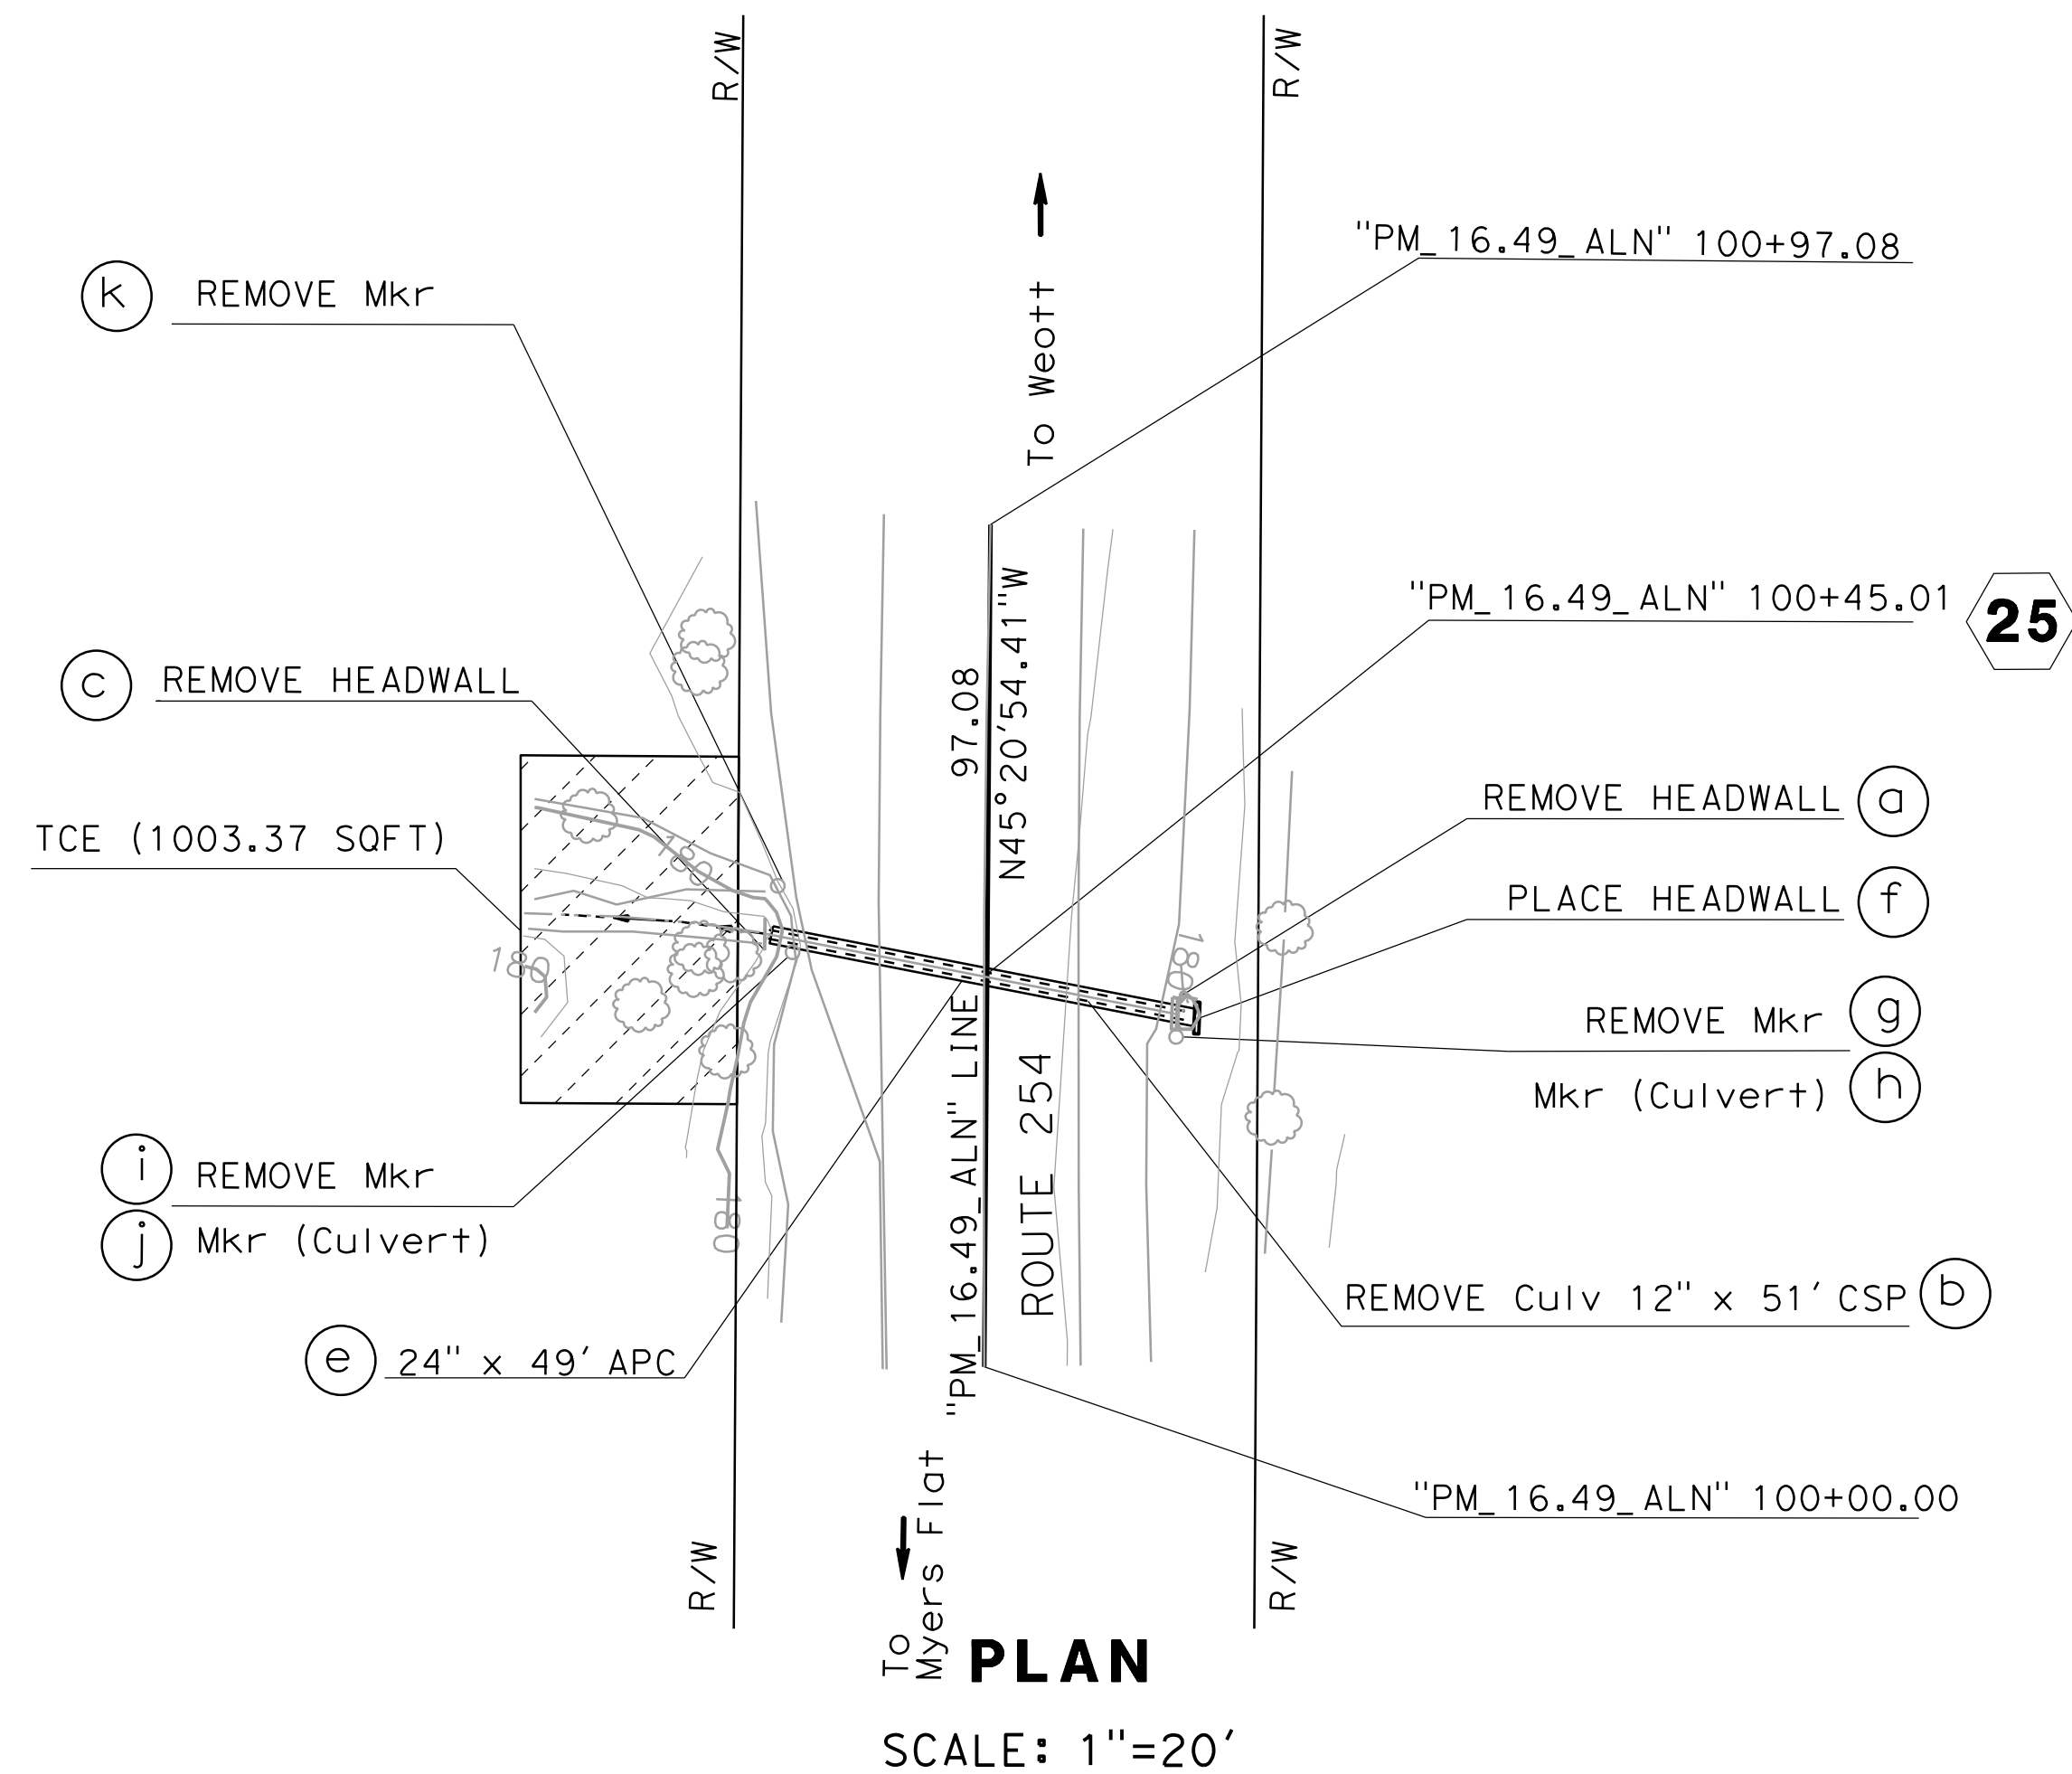 R/W
R/W
"PM_16.49_ALN" 100+97.08
k REMOVE Mkr
To Weott
"PM_16.49_ALN" 100+45.01
25
c REMOVE HEADWALL
97.08
N45°20'54.41"W
REMOVE HEADWALL a
TCE (1003.37 SQFT)
180
PLACE HEADWALL f
180
180
REMOVE Mkr g
Mkr (Culvert) h
i REMOVE Mkr
j Mkr (Culvert)
180
"PM_16.49_ALN" LINE
ROUTE 254
REMOVE Culv 12" x 51' CSP b
e 24" x 49' APC
"PM_16.49_ALN" 100+00.00
R/W
R/W
To
Myers Flat
PLAN
SCALE: 1"=20'